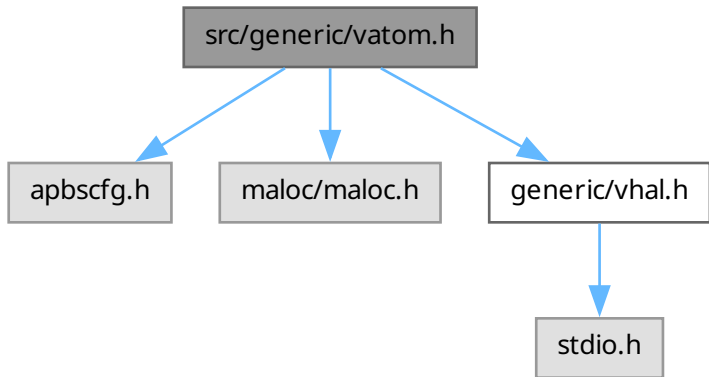 src/generic/vatom.h
apbscfg.h
maloc/maloc.h
generic/vhal.h
stdio.h